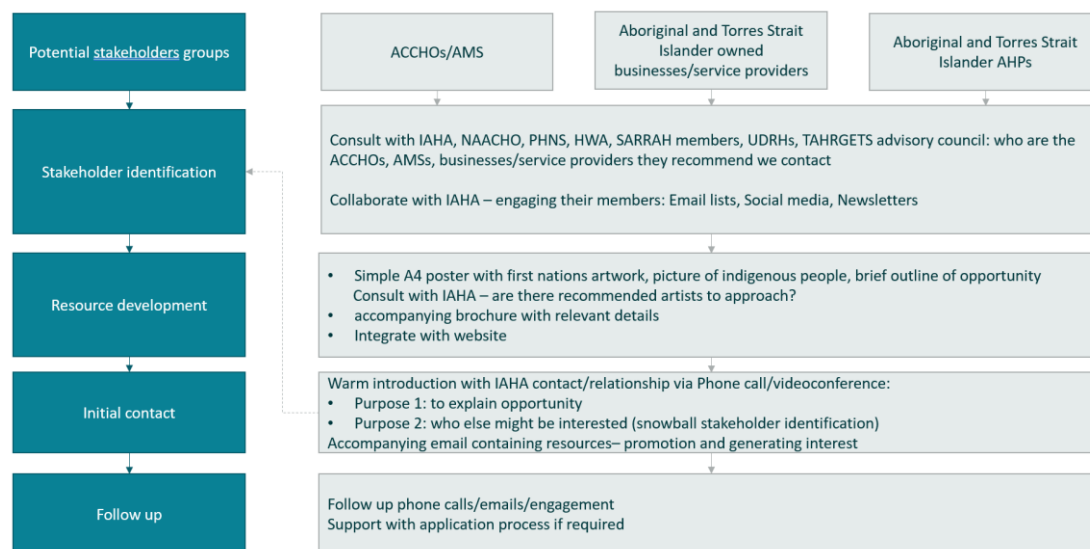 Potential stakeholders groups
ACCHOs/AMS
Aboriginal and Torres Strait
Islander owned
businesses/service providers
Aboriginal and Torres Strait
Islander AHPs
Stakeholder identification
Consult with IAHA, NAACHO, PHNS, HWA, SARRAH members, UDRHs, TAHRGETS advisory council: who are the
ACCHOs, AMSs, businesses/service providers they recommend we contact
Collaborate with IAHA – engaging their members: Email lists, Social media, Newsletters
Resource development
• Simple A4 poster with first nations artwork, picture of indigenous people, brief outline of opportunity
Consult with IAHA – are there recommended artists to approach?
• accompanying brochure with relevant details
• Integrate with website
Initial contact
Warm introduction with IAHA contact/relationship via Phone call/videoconference:
• Purpose 1: to explain opportunity
• Purpose 2: who else might be interested (snowball stakeholder identification)
Accompanying email containing resources– promotion and generating interest
Follow up
Follow up phone calls/emails/engagement
Support with application process if required